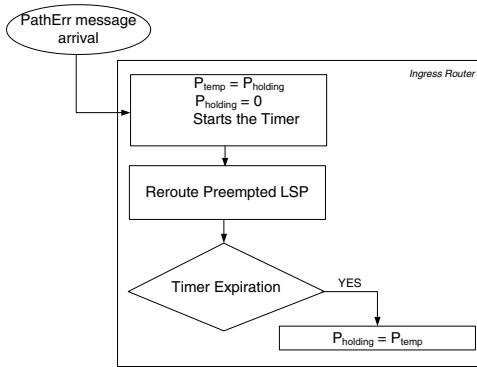 PathErr message
arrival
Ingress Router
P_temp = P_holding
P_holding = 0
Starts the Timer
Reroute Preempted LSP
Timer Expiration
YES
P_holding = P_temp